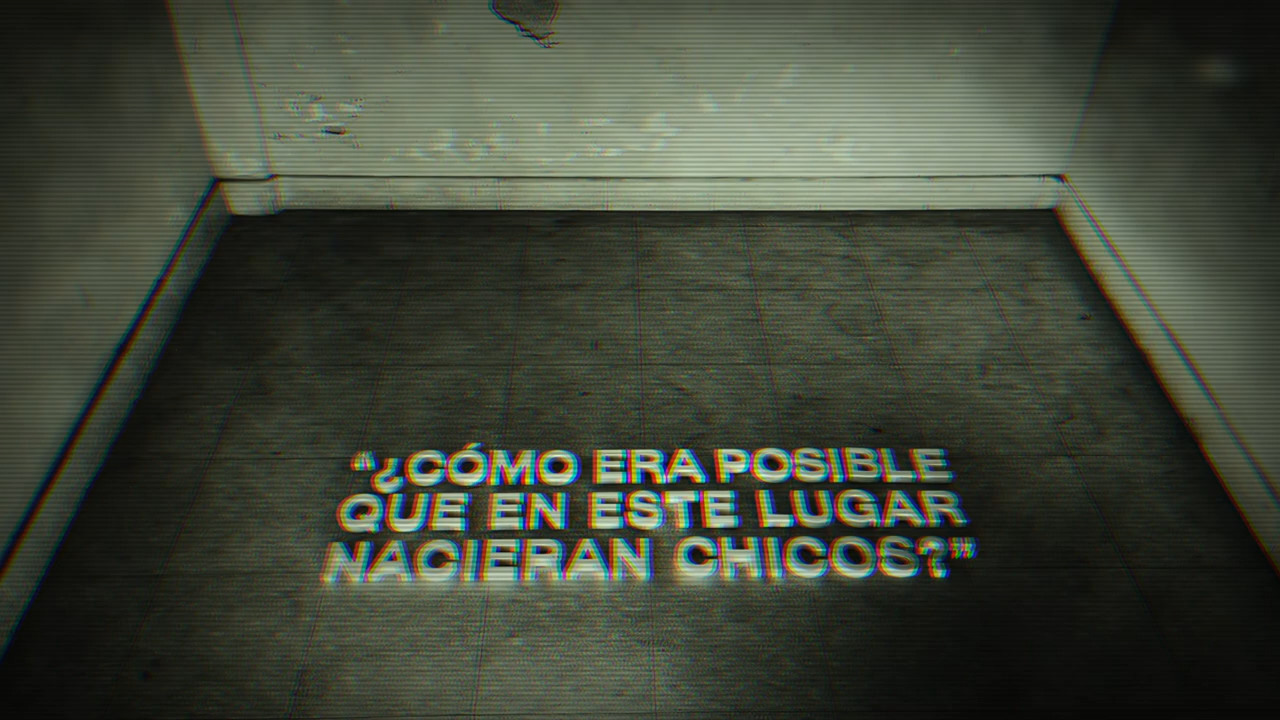 “¿CÓMO ERA POSIBLE
QUE EN ESTE LUGAR
NACIERAN CHICOS?”